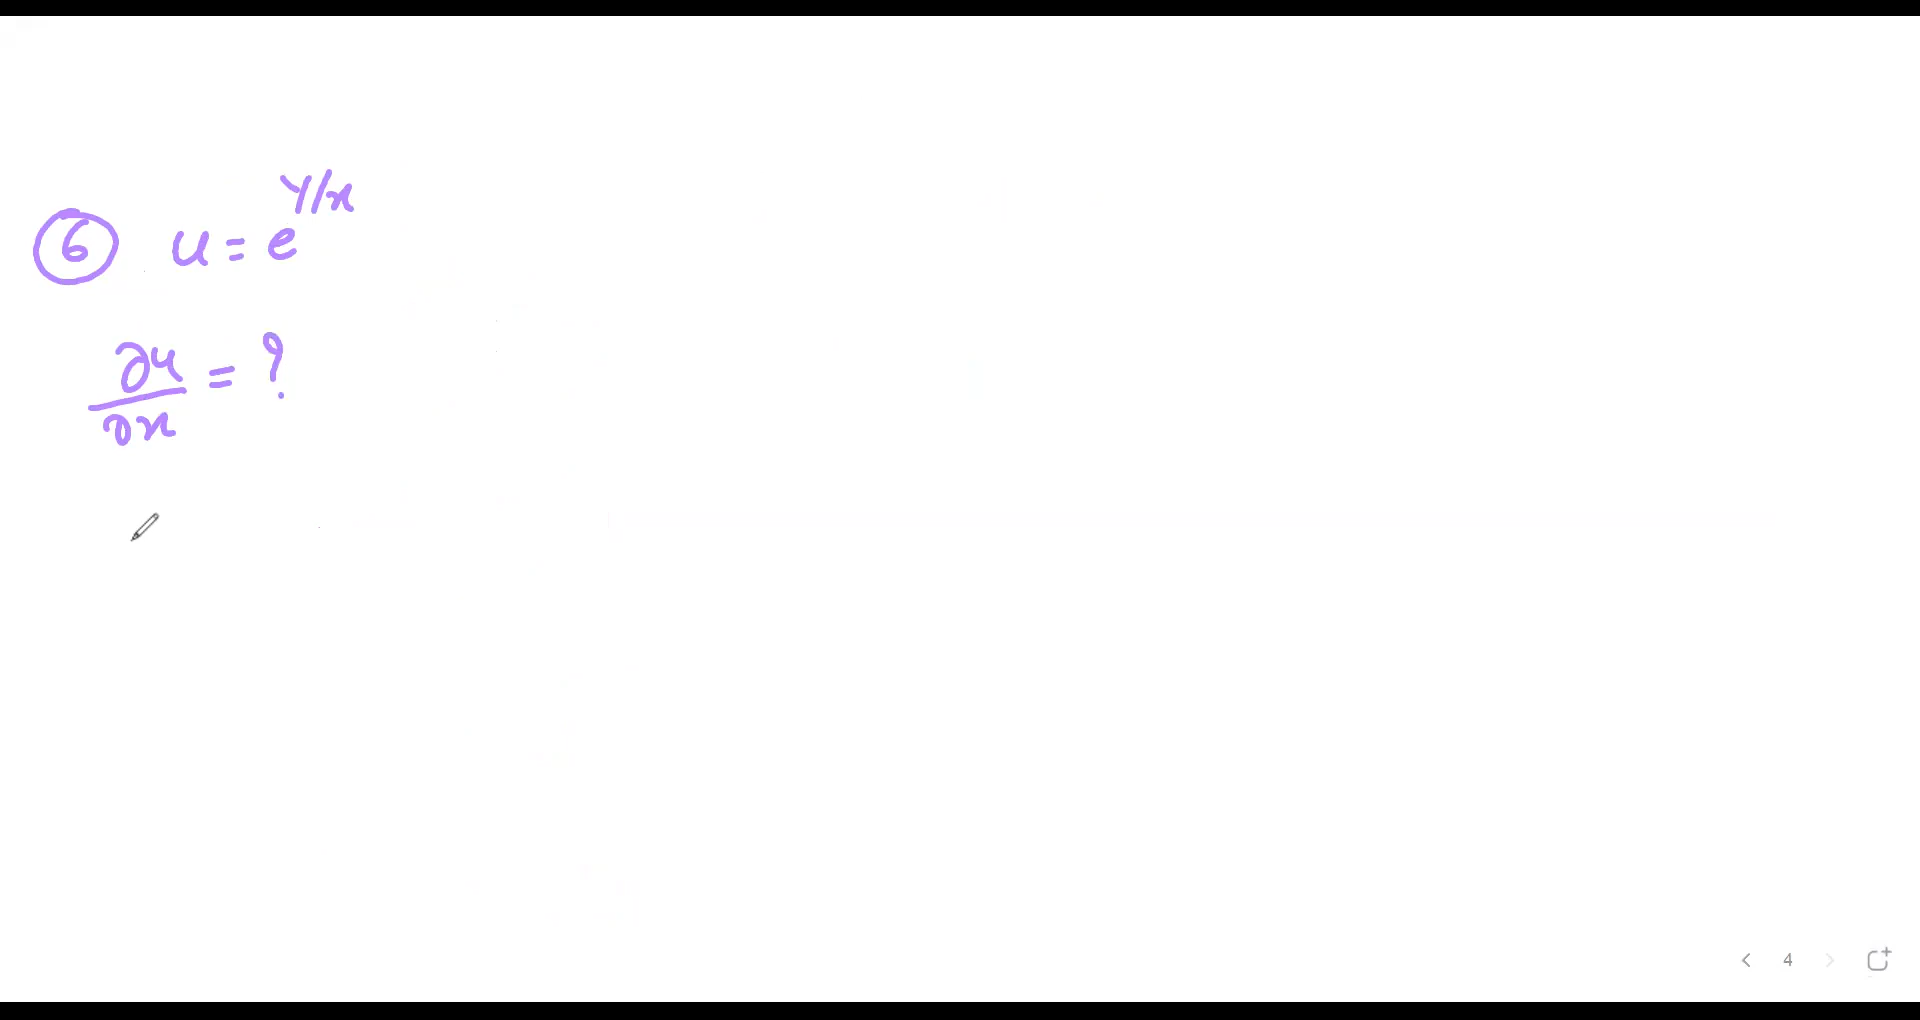 ⑥ u = e^{y/x}
∂u/∂x = ?
4